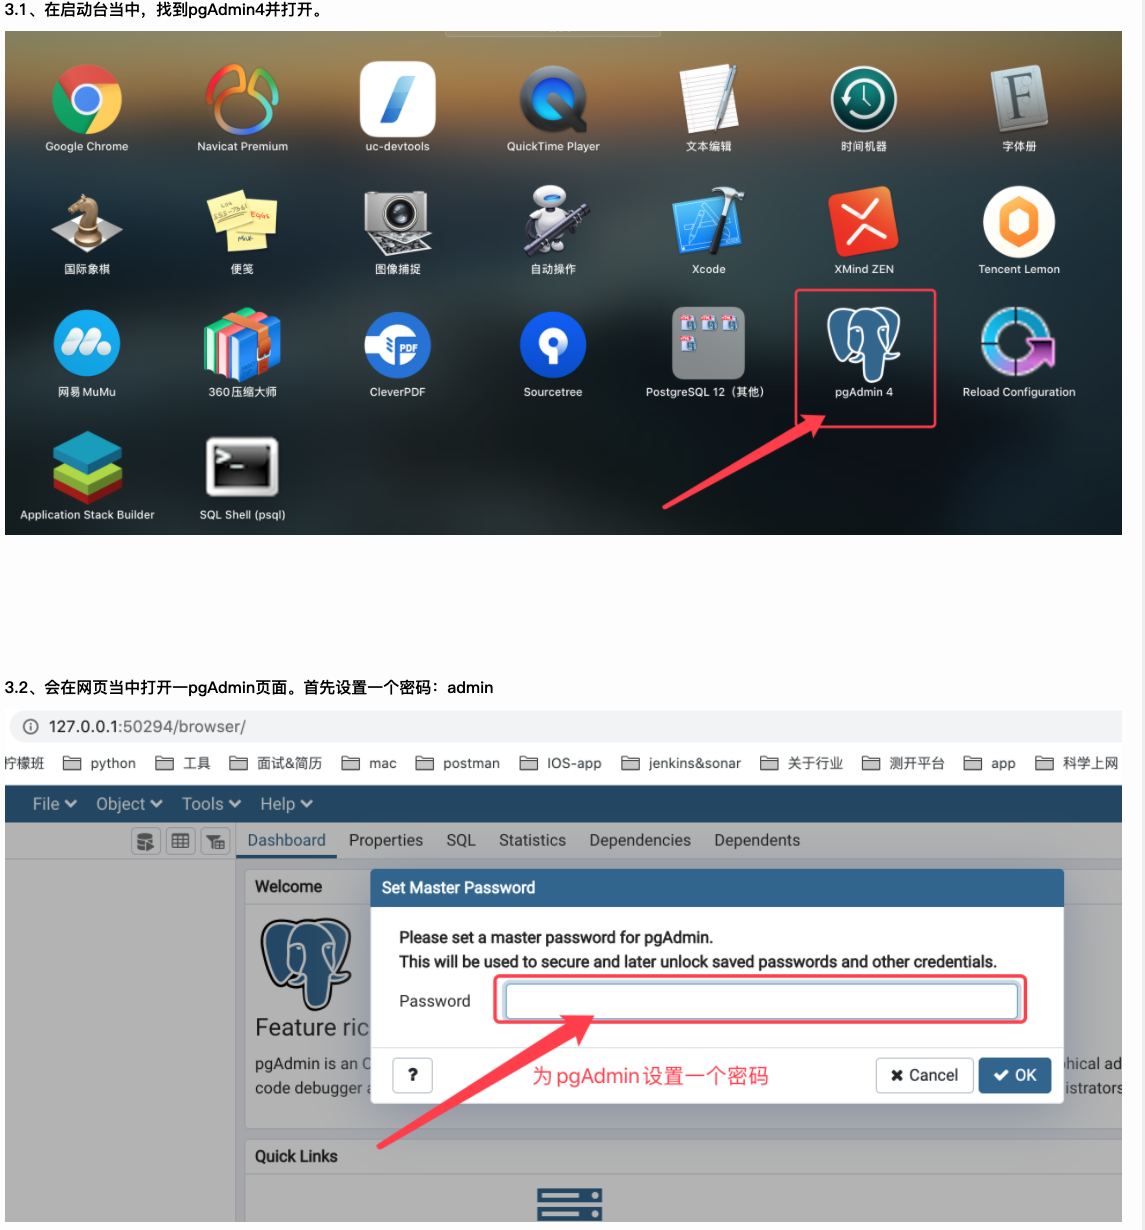 3.1、在启动台当中，找到pgAdmin4并打开。
Google Chrome
Navicat Premium
uc-devtools
QuickTime Player
文本编辑
时间机器
字体册
国际象棋
便笺
图像捕捉
自动操作
Xcode
XMind ZEN
Tencent Lemon
网易 MuMu
360压缩大师
CleverPDF
Sourcetree
PostgreSQL 12（其他）
pgAdmin 4
Reload Configuration
Application Stack Builder
SQL Shell (psql)
3.2、会在网页当中打开一pgAdmin页面。首先设置一个密码：admin
127.0.0.1:50294/browser/
柠檬班 python 工具 面试&简历 mac postman IOS-app jenkins&sonar 关于行业 测开平台 app 科学上网
File Object Tools Help
Dashboard Properties SQL Statistics Dependencies Dependents
Welcome
Set Master Password
Please set a master password for pgAdmin.
This will be used to secure and later unlock saved passwords and other credentials.
Password
Feature ric
pgAdmin is an O
hical ad
code debugger a
istrators
?
为 pgAdmin 设置一个密码
Cancel
OK
Quick Links